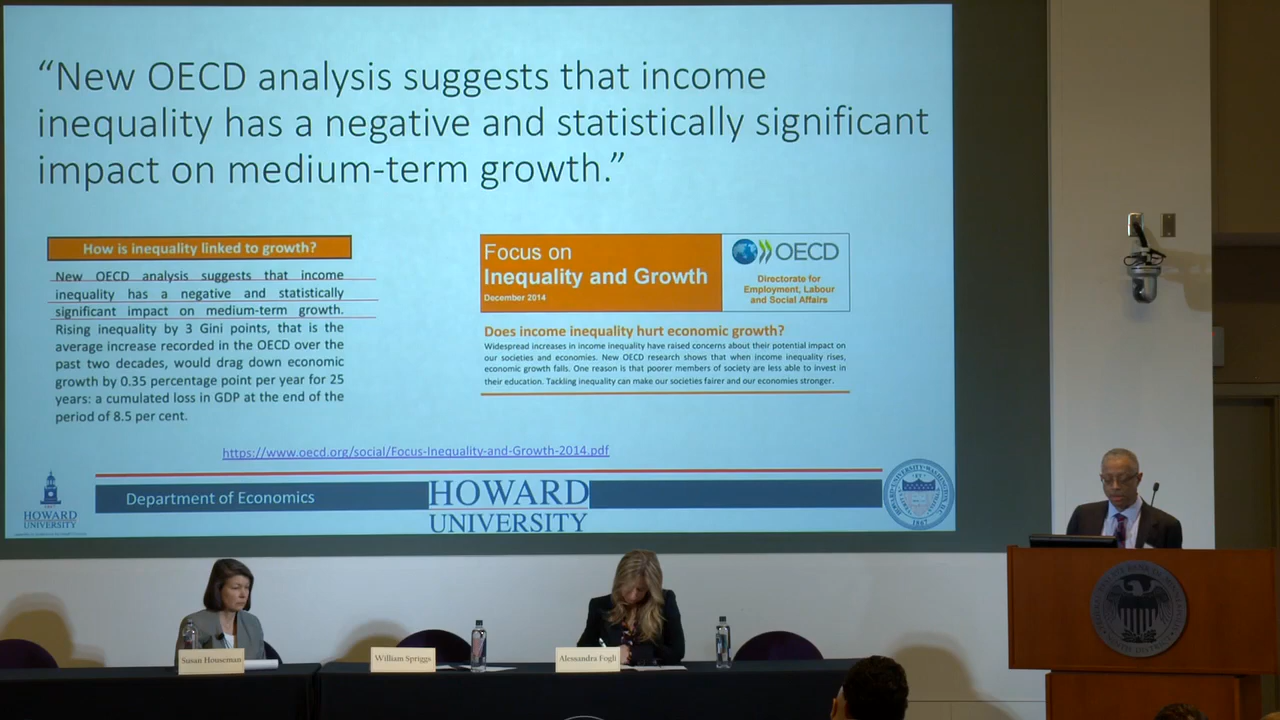 “New OECD analysis suggests that income
inequality has a negative and statistically significant
impact on medium-term growth.”
How is inequality linked to growth?
New OECD analysis suggests that income
inequality has a negative and statistically
significant impact on medium-term growth.
Rising inequality by 3 Gini points, that is the
average increase recorded in the OECD over the
past two decades, would drag down economic
growth by 0.35 percentage point per year for 25
years: a cumulated loss in GDP at the end of the
period of 8.5 per cent.
Focus on
Inequality and Growth
December 2014
OECD
Directorate for
Employment, Labour
and Social Affairs
Does income inequality hurt economic growth?
Widespread increases in income inequality have raised concerns about their potential impact on
our societies and economies. New OECD research shows that when income inequality rises,
economic growth falls. One reason is that poorer members of society are less able to invest in
their education. Tackling inequality can make our societies fairer and our economies stronger.
https://www.oecd.org/social/Focus-Inequality-and-Growth-2014.pdf
HOWARD
UNIVERSITY
Department of Economics
HOWARD
UNIVERSITY
1867
Susan Houseman
William Spriggs
Alessandra Fogli